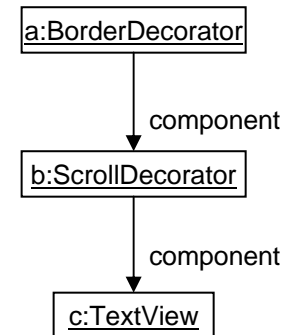 a:BorderDecorator
component
b:ScrollDecorator
component
c:TextView